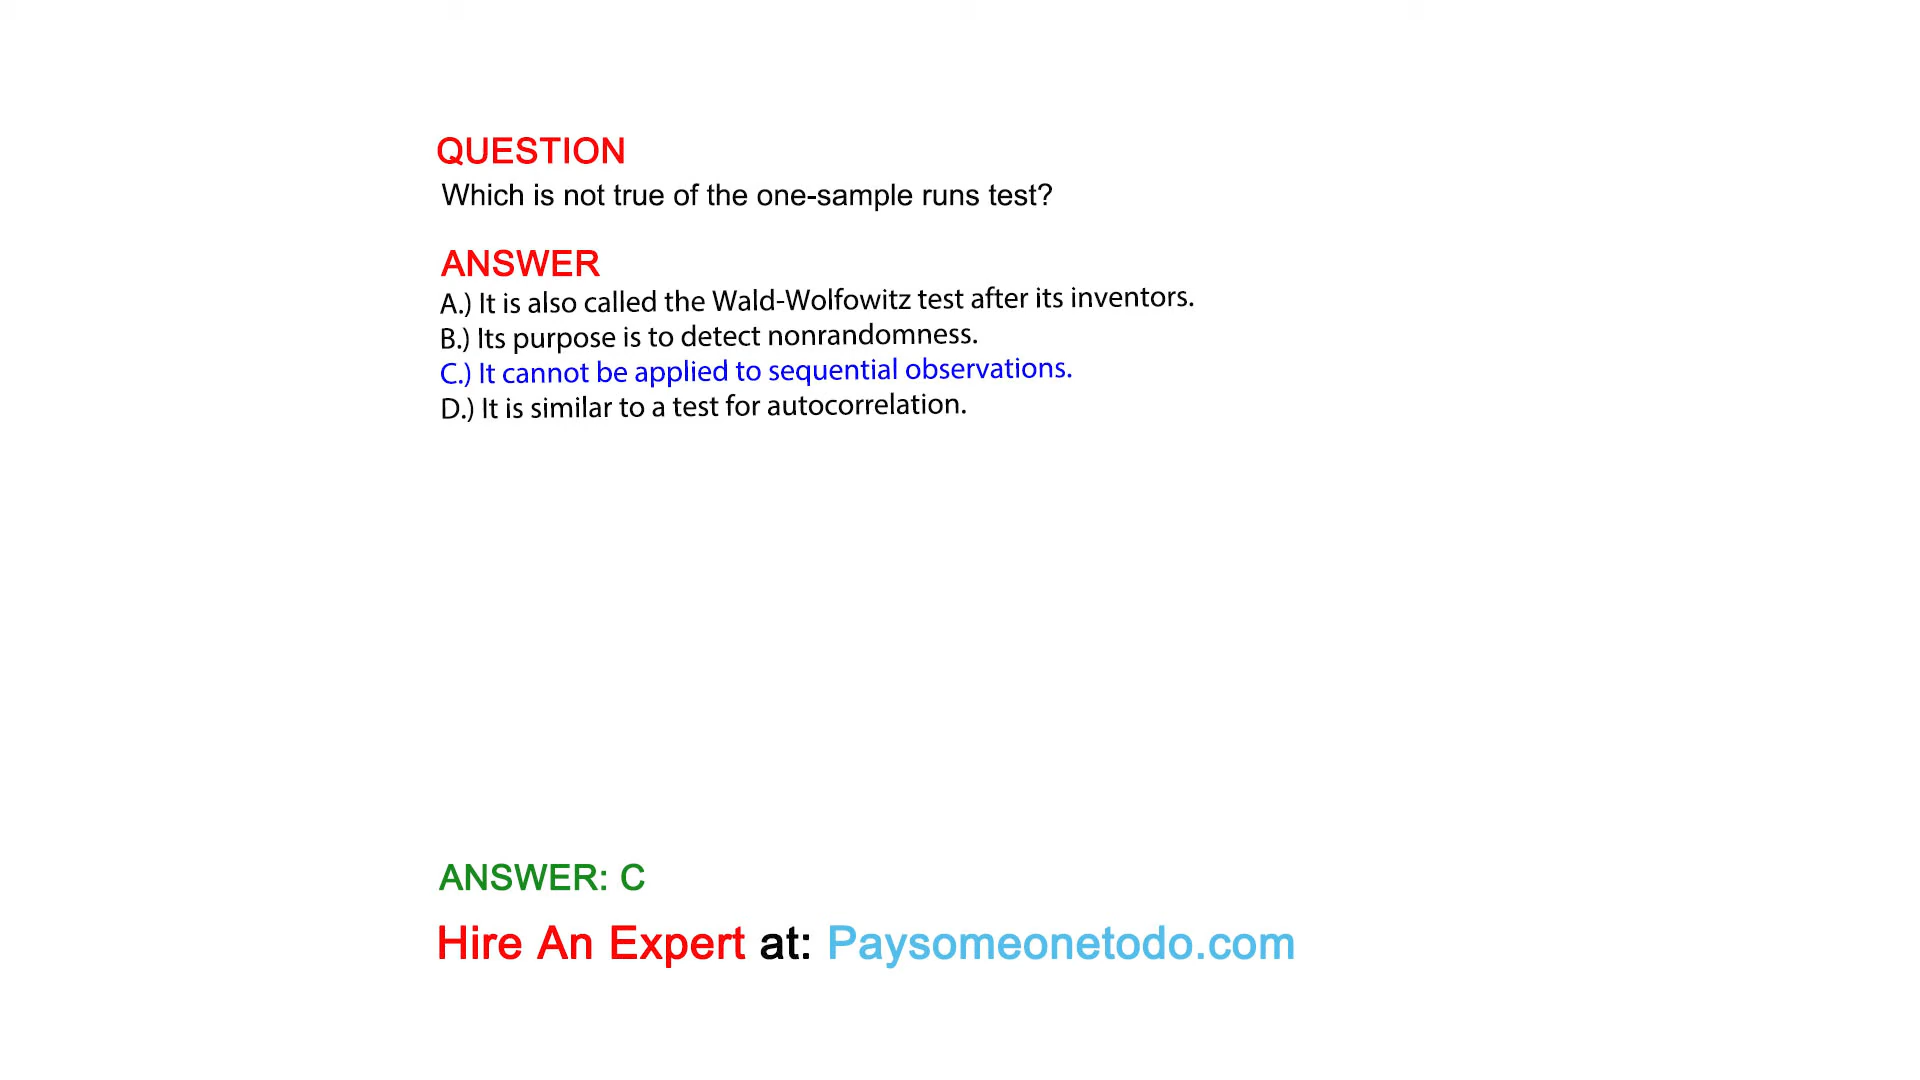 QUESTION
Which is not true of the one-sample runs test?
ANSWER
A.) It is also called the Wald-Wolfowitz test after its inventors.
B.) Its purpose is to detect nonrandomness.
C.) It cannot be applied to sequential observations.
D.) It is similar to a test for autocorrelation.
ANSWER: C
Hire An Expert at: Paysomeonetodo.com